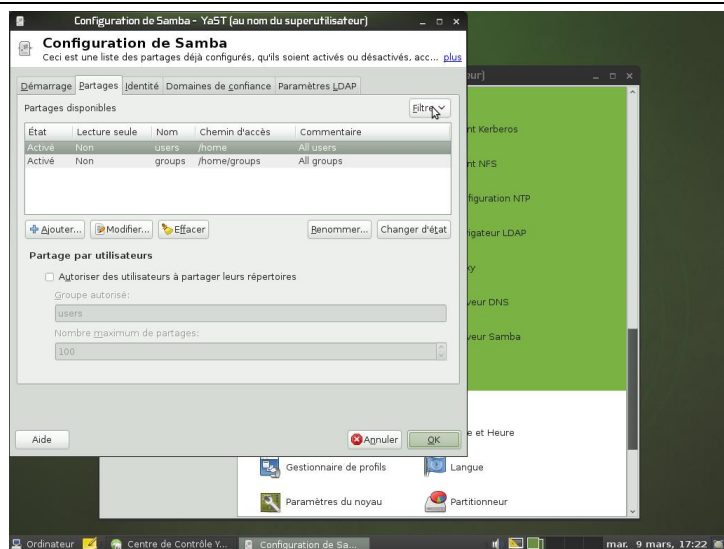 Configuration de Samba - YaST (au nom du superutilisateur)
Configuration de Samba
Ceci est une liste des partages déjà configurés, qu'ils soient activés ou désactivés, acc... plus
Démarrage Partages Identité Domaines de confiance Paramètres LDAP
Partages disponibles
Filtre
État Lecture seule Nom Chemin d'accès Commentaire
Activé Non users /home All users
Activé Non groups /home/groups All groups
Ajouter... Modifier... Effacer Renommer... Changer d'état
Partage par utilisateurs
Autoriser des utilisateurs à partager leurs répertoires
Groupe autorisé:
users
Nombre maximum de partages:
100
Aide Annuler OK
nt Kerberos
nt NFS
figuration NTP
igateur LDAP
xy
veur DNS
veur Samba
e et Heure
Gestionnaire de profils Langue
Paramètres du noyau Partitionneur
Ordinateur Centre de Contrôle Y... Configuration de Sa... mar. 9 mars, 17:22